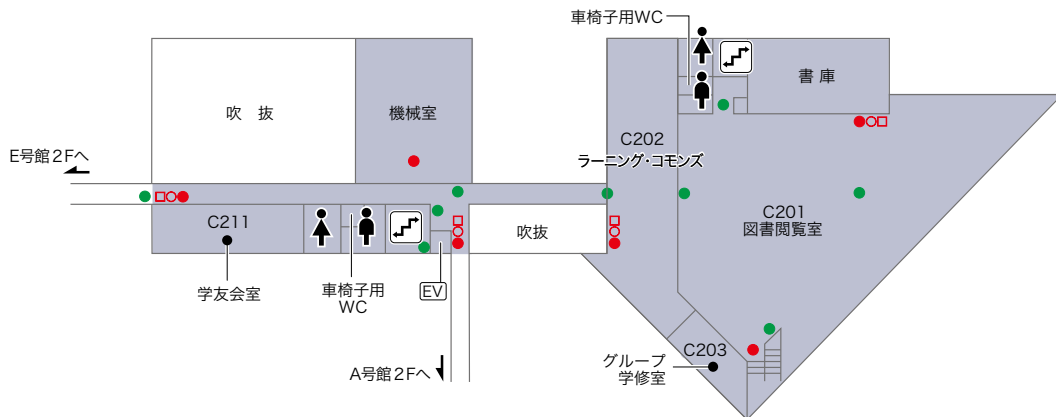 車椅子用WC
吹 抜
機械室
書 庫
C202
ラーニング・コモンズ
E号館2Fへ
C211
C201
図書閲覧室
吹抜
学友会室
車椅子用
WC
EV
C203
グループ
学修室
A号館2Fへ